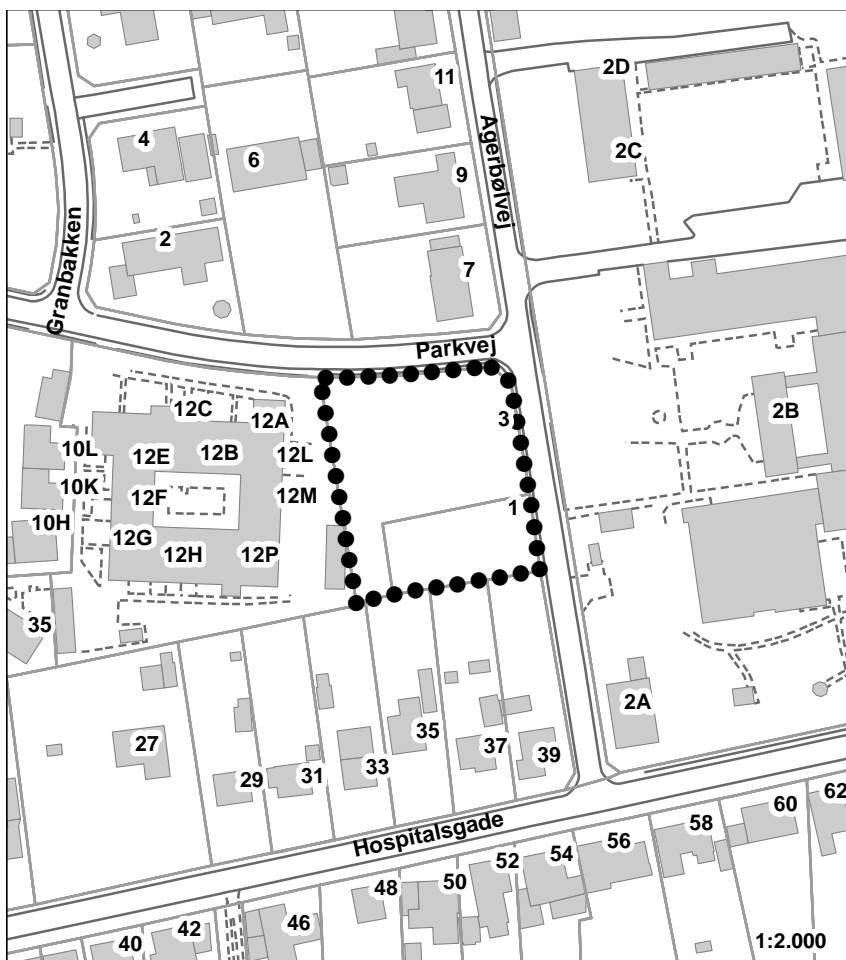 2D
11
4
Agerbølvej
2C
6
9
2
7
Granbakken
Parkvej
12C
12A
3
2B
10L
12E
12B
12L
10K
12F
12M
1
10H
12G
12H
12P
35
2A
27
35
37
39
29
31
33
Hospitalsgade
62
60
58
56
54
52
50
48
46
42
40
1:2.000